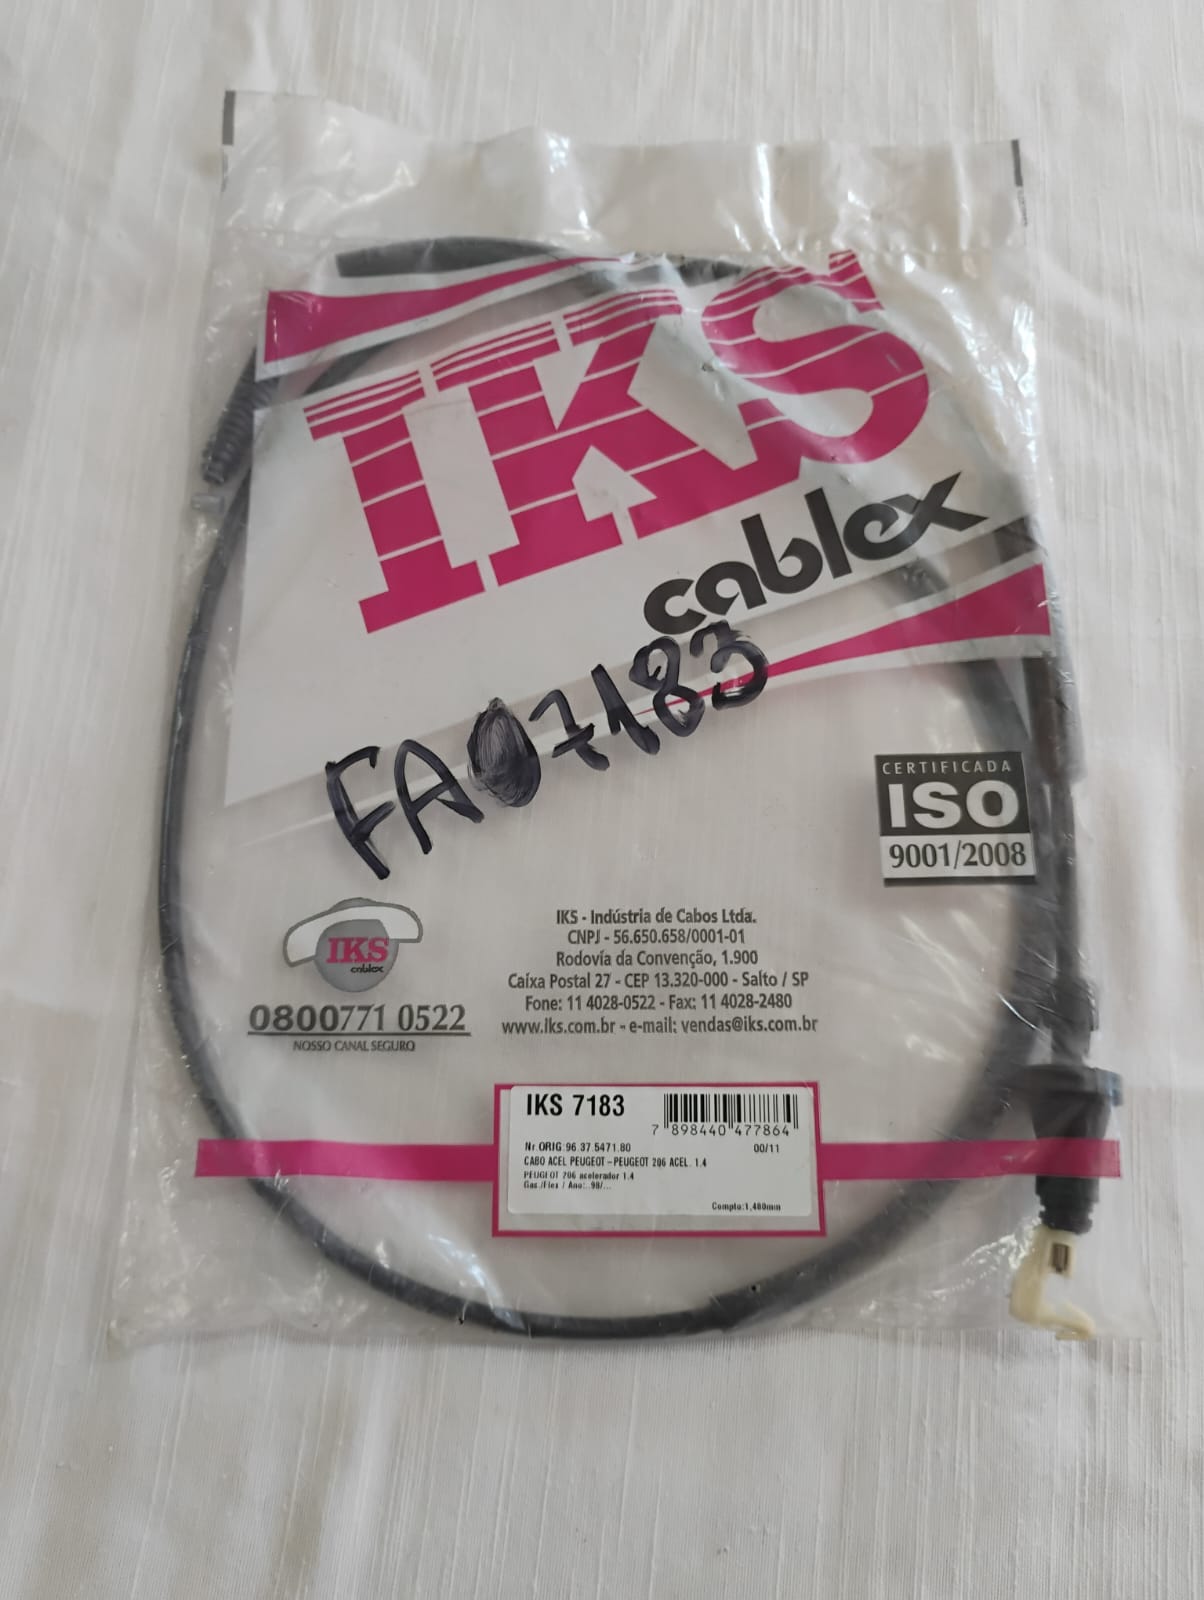 IKS
cablex
FA07183
CERTIFICADA
ISO
9001/2008
IKS
cablex
0800771 0522
NOSSO CANAL SEGURO
IKS - Indústria de Cabos Ltda.
CNPJ - 56.650.658/0001-01
Rodovia da Convenção, 1.900
Caixa Postal 27 - CEP 13.320-000 - Salto / SP
Fone: 11 4028-0522 - Fax: 11 4028-2480
www.iks.com.br - e-mail: vendas@iks.com.br
IKS 7183
7 898440 477864
Nr ORIG:96.37.5471.80 00/11
CABO ACEL PEUGEOT-PEUGEOT 206 ACEL. 1.4
PEUGEOT 206 acelerador 1.4
Gas./Flex / Ano:..98/...
Compto:1,480mm